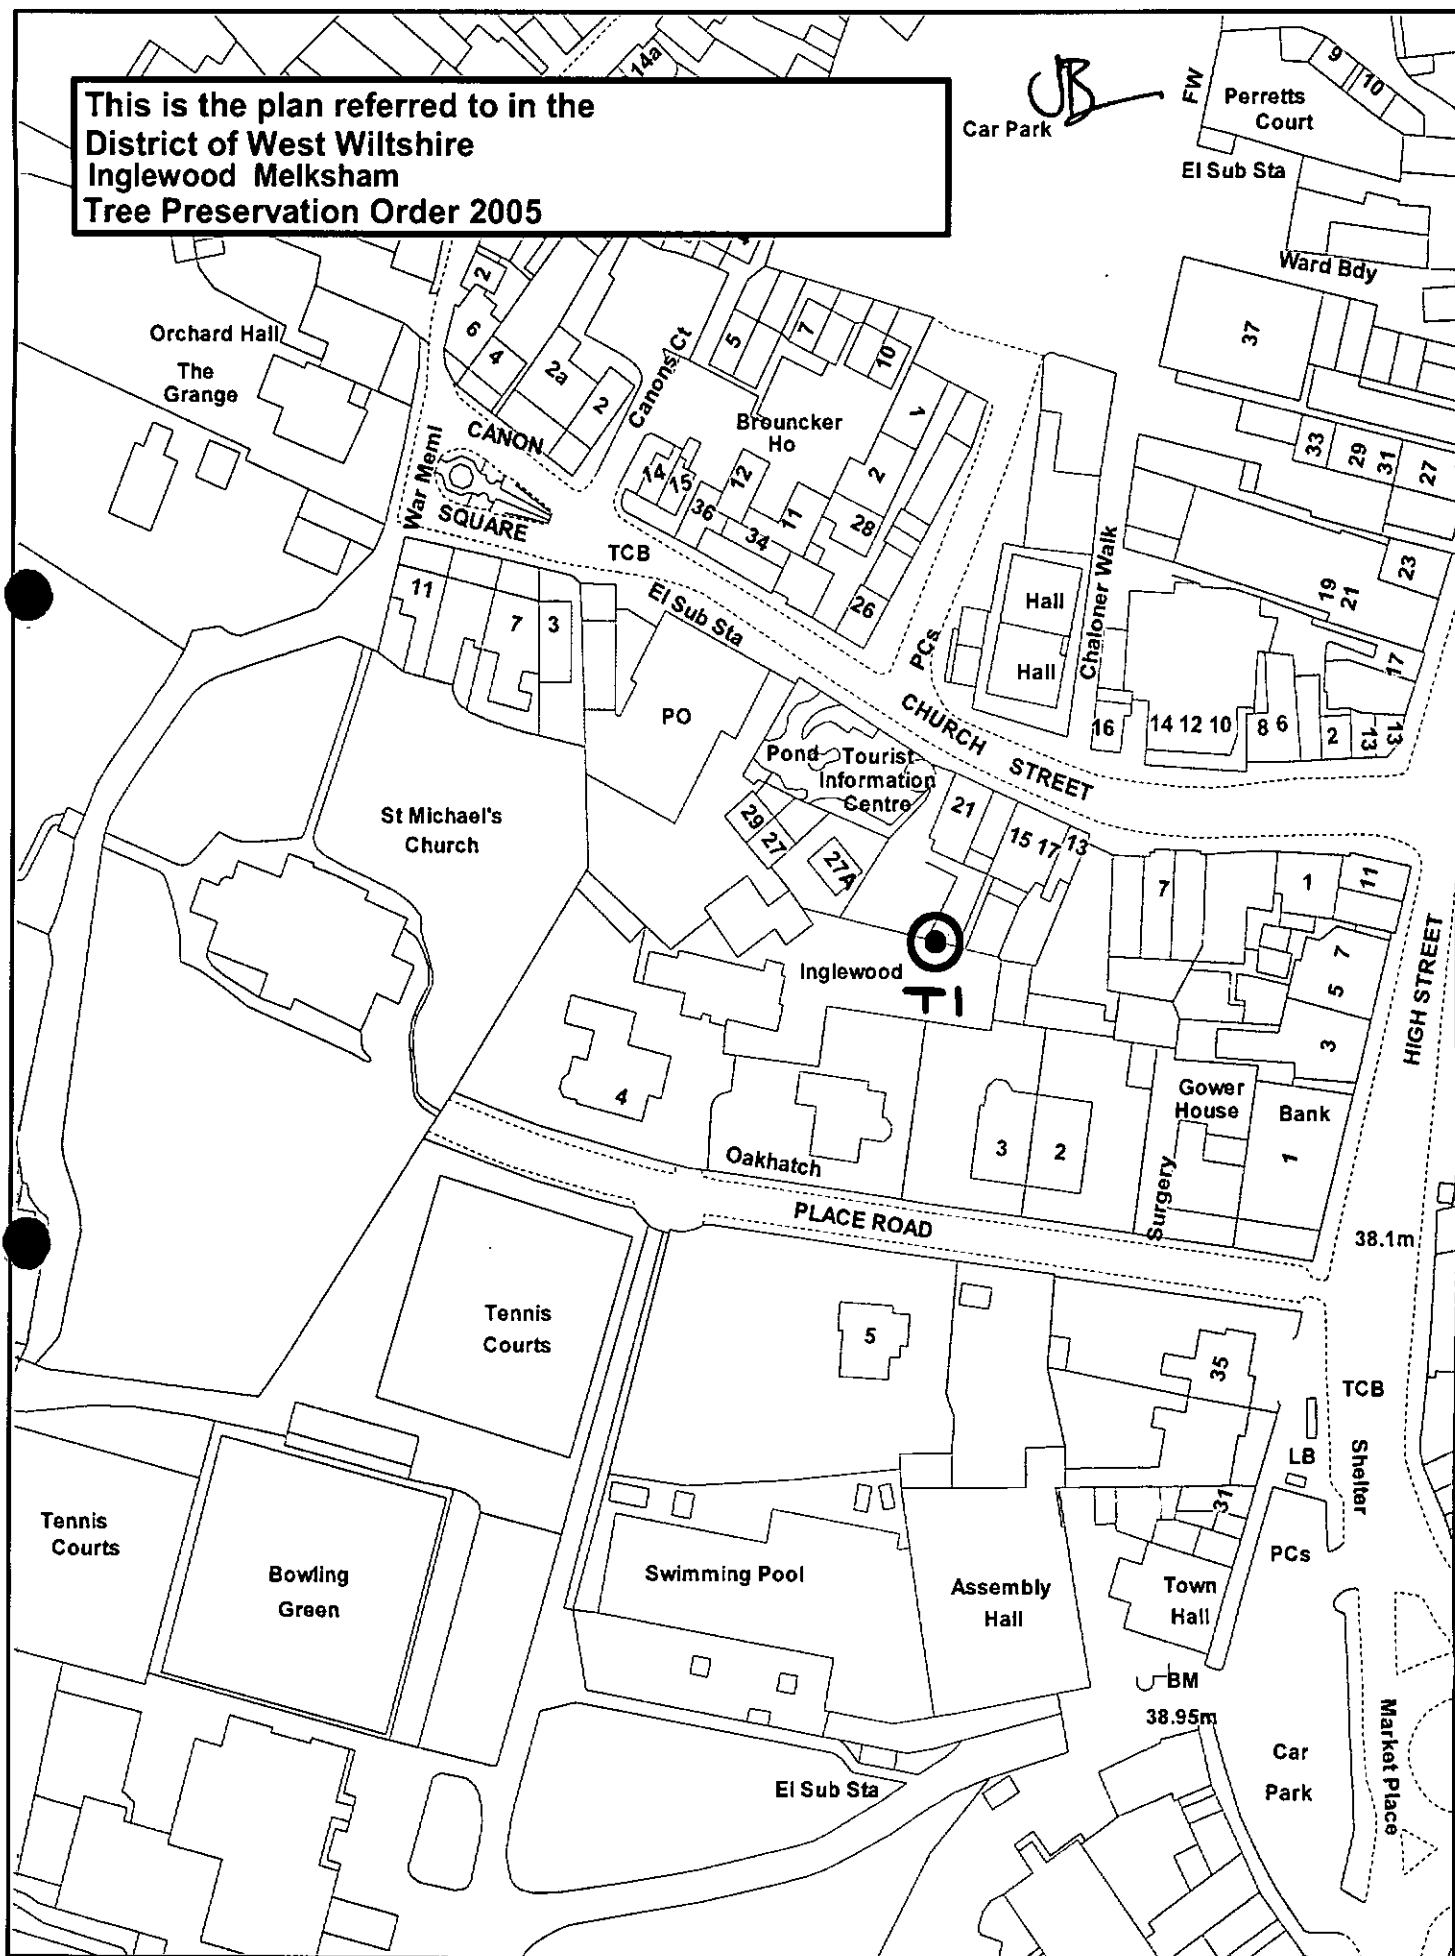 14a
This is the plan referred to in the
District of West Wiltshire
Inglewood Melksham
Tree Preservation Order 2005
JB
Car Park
FW
9
10
Perretts
Court
El Sub Sta
Ward Bdy
37
Orchard Hall
The
Grange
2
6
4
2a
2
CANON
SQUARE
War Meml
Canons Ct
5
7
10
Brouncker
Ho
1
2
14
15
36
12
34
11
28
26
TCB
El Sub Sta
33
29
31
27
23
19
21
17
Chaloner Walk
Hall
Hall
PCs
CHURCH
STREET
16
14 12 10
8
6
2
13
13
11
7
3
PO
Pond
Tourist
Information
Centre
29
27
27A
21
15
17
13
St Michael's
Church
7
1
11
7
5
3
HIGH STREET
Inglewood
T1
4
Oakhatch
3
2
Gower
House
Surgery
Bank
1
PLACE ROAD
38.1m
Tennis
Courts
5
35
TCB
LB
Shelter
31
PCs
Tennis
Courts
Bowling
Green
Swimming Pool
Assembly
Hall
Town
Hall
BM
38.95m
El Sub Sta
Car
Park
Market Place